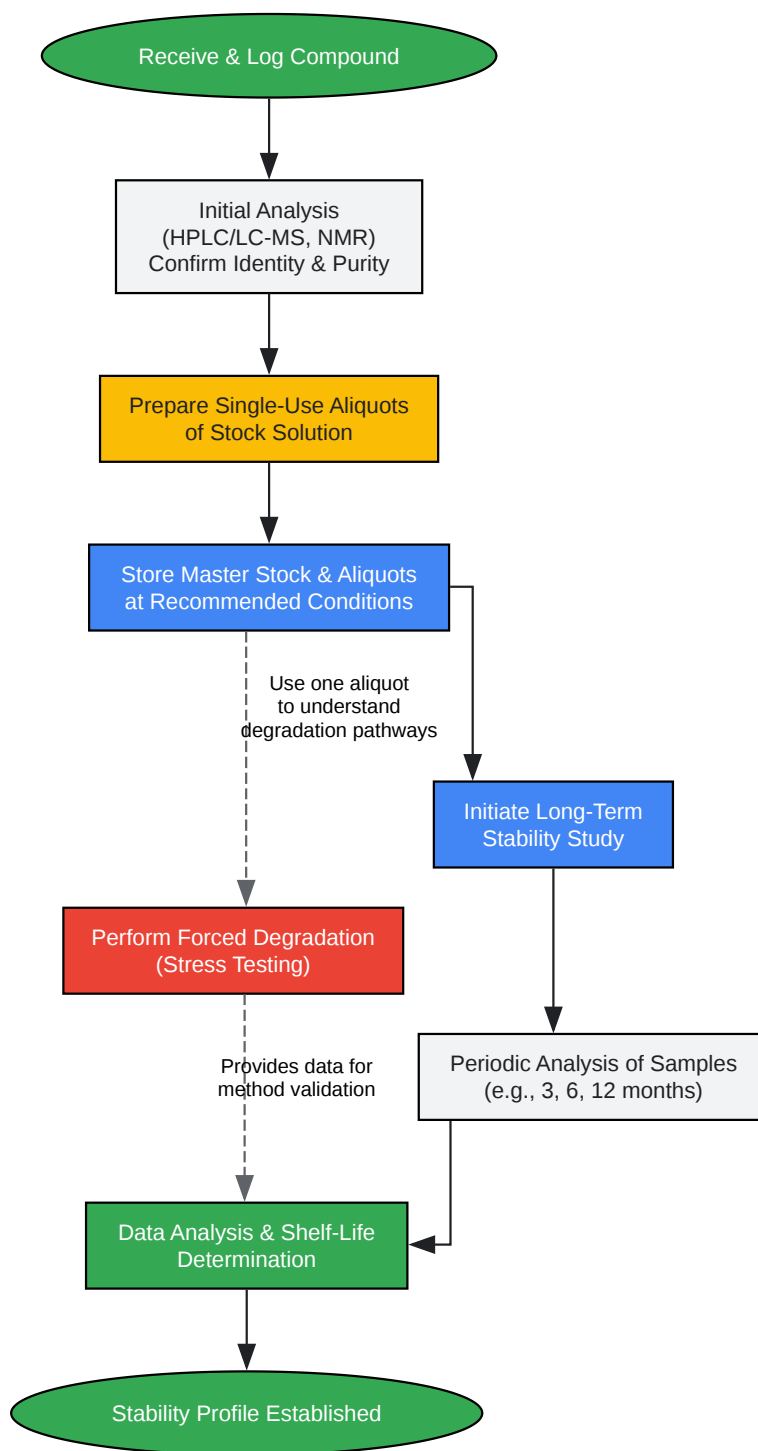 Receive & Log Compound
Initial Analysis
(HPLC/LC-MS, NMR)
Confirm Identity & Purity
Prepare Single-Use Aliquots
of Stock Solution
Store Master Stock & Aliquots
at Recommended Conditions
Use one aliquot
to understand
degradation pathways
Initiate Long-Term
Stability Study
Perform Forced Degradation
(Stress Testing)
Periodic Analysis of Samples
(e.g., 3, 6, 12 months)
Provides data for
method validation
Data Analysis & Shelf-Life
Determination
Stability Profile Established